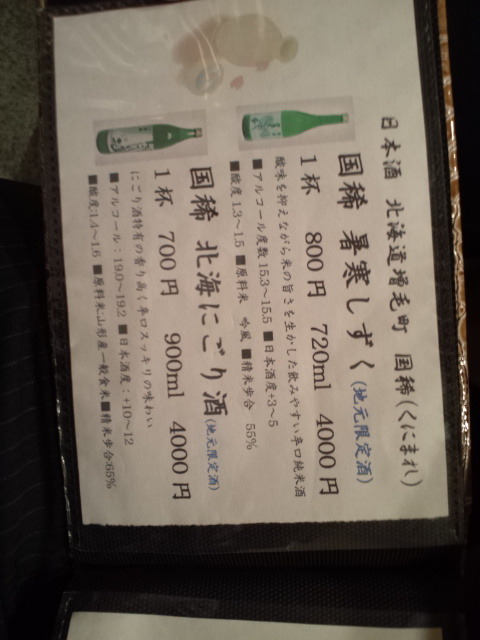 日本酒 北海道増毛町 国稀(くにまれ)
国稀 暑寒しずく(地元限定酒)
1杯 800円 720ml 4000円
酸味を抑えながら米の旨さを生かした飲みやすい辛口純米酒
■アルコール度数 15.3~15.5 ■日本酒度+3~5
■酸度 1.3~1.5 ■原料米 吟風 ■精米歩合 55%
国稀 北海にごり酒(地元限定酒)
1杯 700円 900ml 4000円
にごり酒特有の香り高く辛口スッキリの味わい
■アルコール:19.0~19.2 ■日本酒度:+10~12
■酸度:1.4~1.6 ■原料米:山形産一般食米■精米歩合:65%